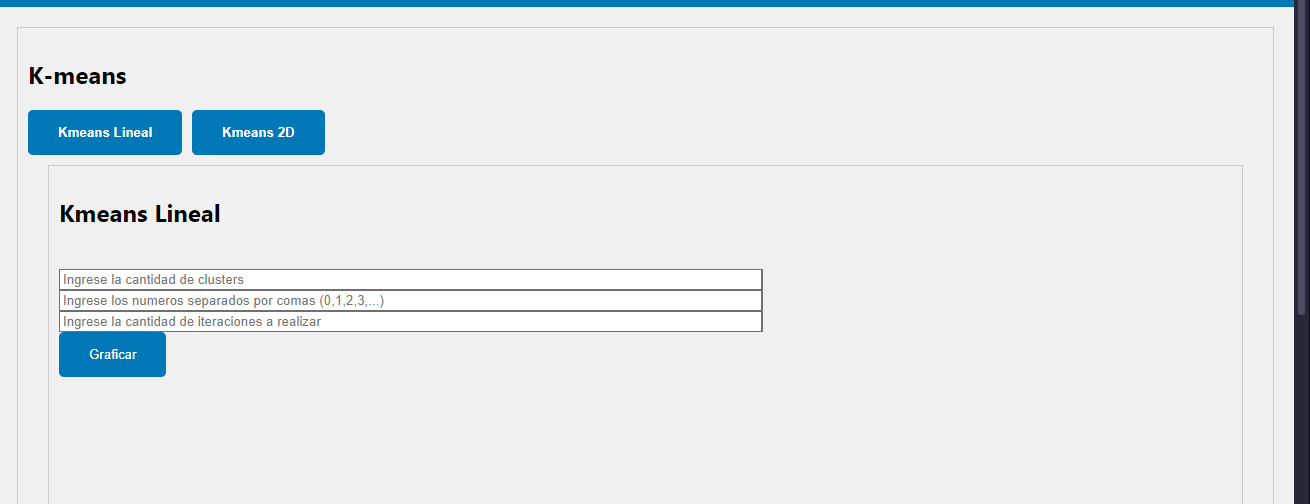 K-means
Kmeans Lineal Kmeans 2D
Kmeans Lineal
Ingrese la cantidad de clusters
Ingrese los numeros separados por comas (0,1,2,3,...)
Ingrese la cantidad de iteraciones a realizar
Graficar